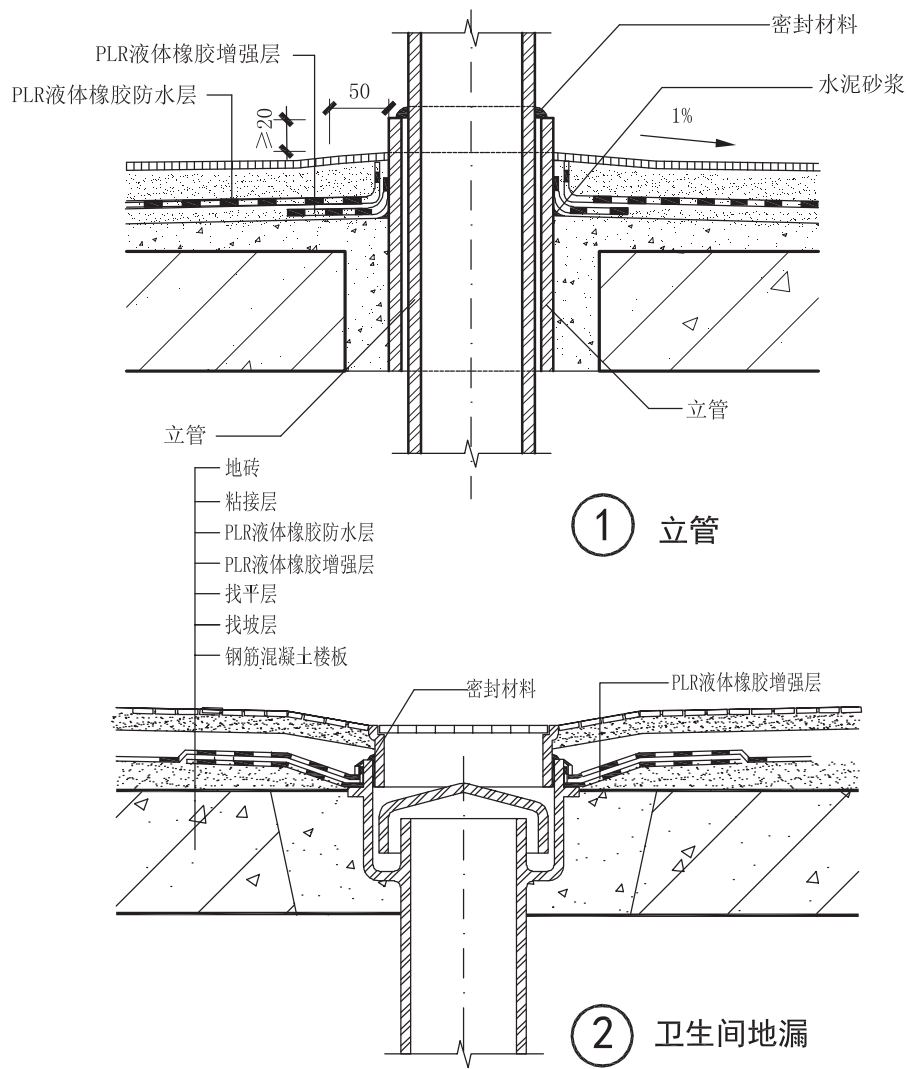 密封材料
PLR液体橡胶增强层
水泥砂浆
PLR液体橡胶防水层
50
≥20
1%
立管
立管
地砖
粘接层
PLR液体橡胶防水层
PLR液体橡胶增强层
找平层
找坡层
钢筋混凝土楼板
1 立管
密封材料
PLR液体橡胶增强层
2 卫生间地漏